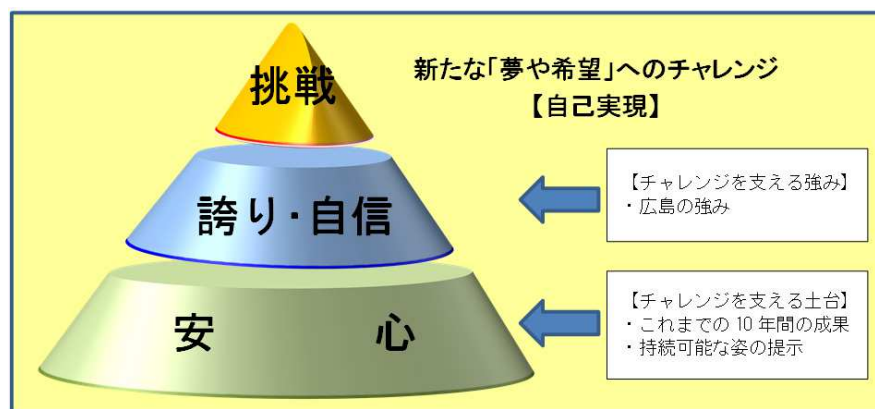 挑戦
新たな「夢や希望」へのチャレンジ
【自己実現】
誇り・自信
【チャレンジを支える強み】
・広島の強み
安 心
【チャレンジを支える土台】
・これまでの 10 年間の成果
・持続可能な姿の提示